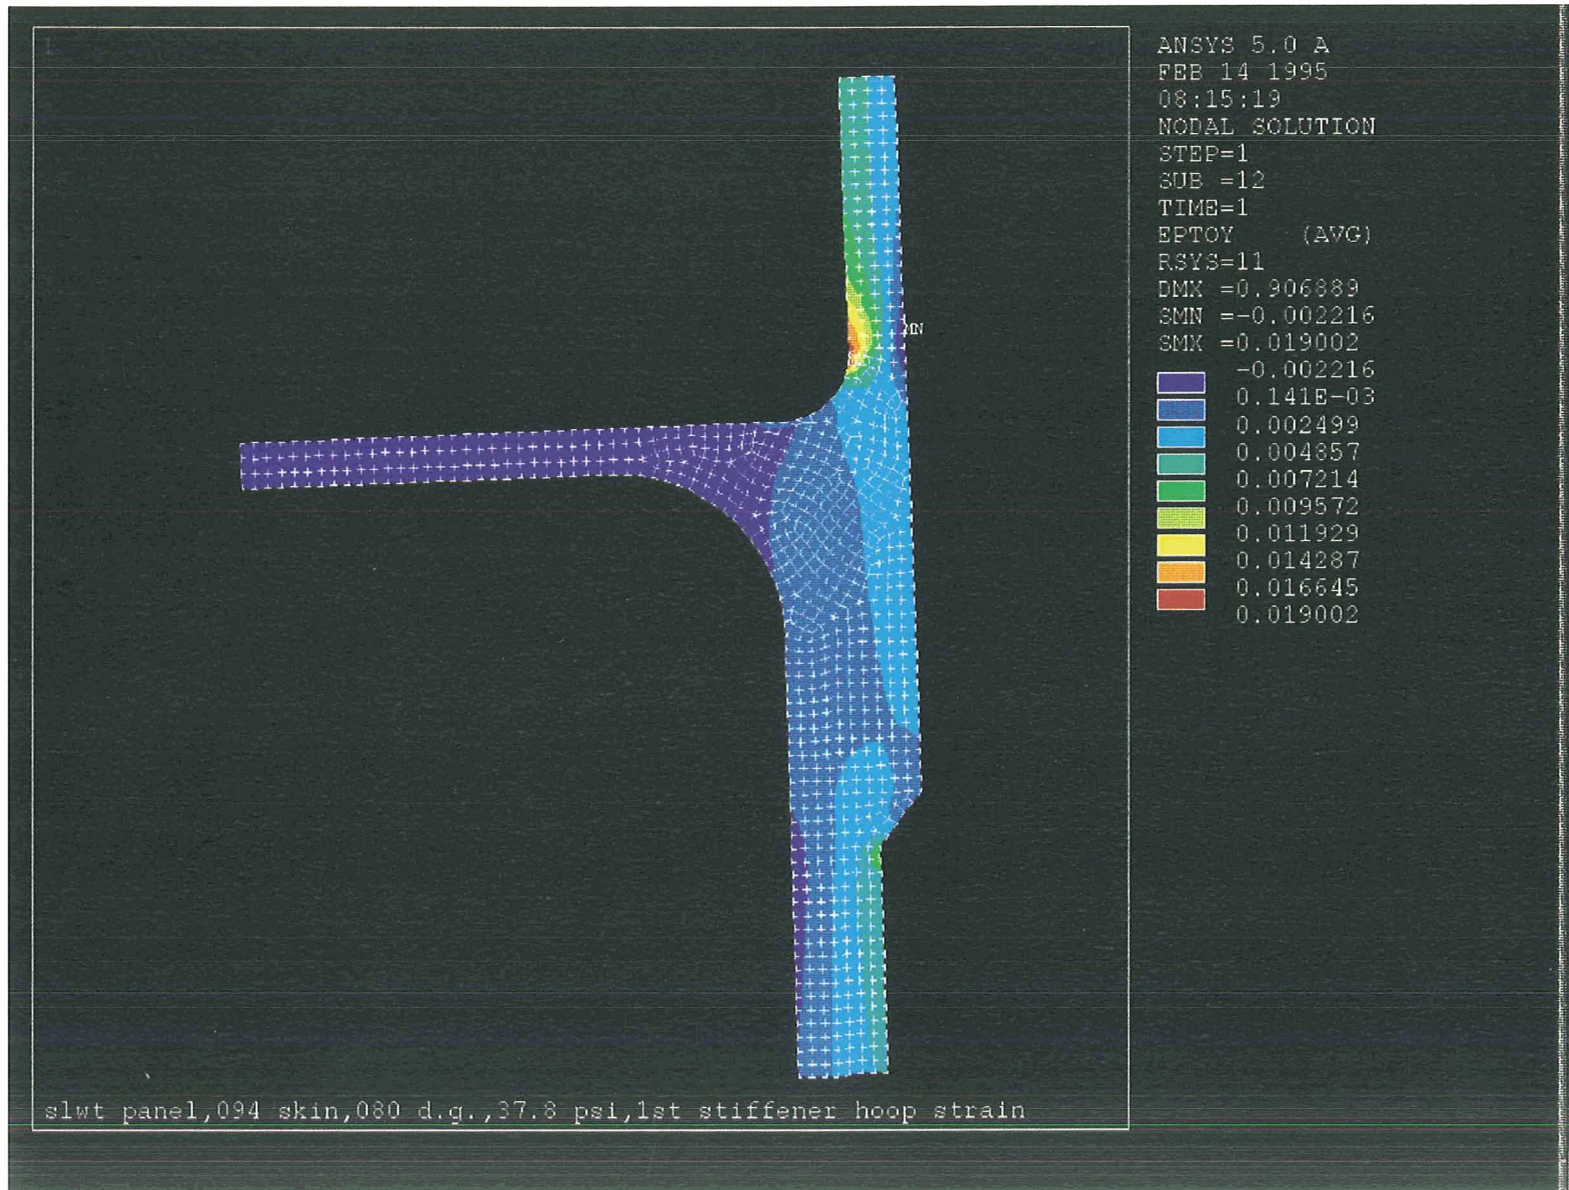 1
ANSYS 5.0 A
FEB 14 1995
08:15:19
NODAL SOLUTION
STEP=1
SUB =12
TIME=1
EPTOY (AVG)
RSYS=11
DMX =0.906889
SMN =-0.002216
SMX =0.019002
-0.002216
0.141E-03
0.002499
0.004857
0.007214
0.009572
0.011929
0.014287
0.016645
0.019002
MN
slwt panel,094 skin,080 d.g.,37.8 psi,1st stiffener hoop strain